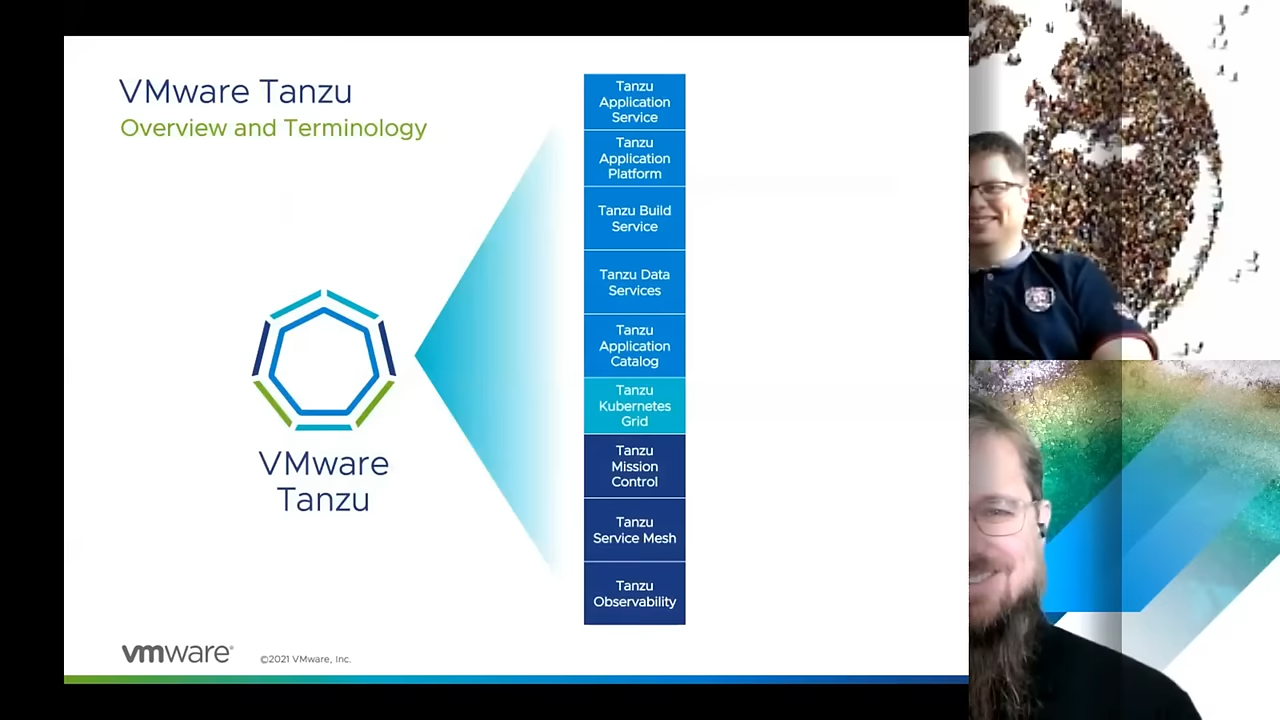 VMware Tanzu
Overview and Terminology
Tanzu
Application
Service
Tanzu
Application
Platform
Tanzu Build
Service
Tanzu Data
Services
Tanzu
Application
Catalog
Tanzu
Kubernetes
Grid
Tanzu
Mission
Control
Tanzu
Service Mesh
Tanzu
Observability
VMware
Tanzu
vmware®
©2021 VMware, Inc.